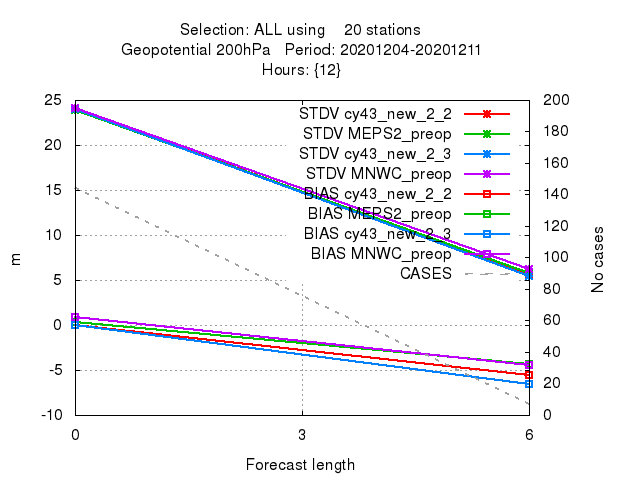 Selection: ALL using 20 stations
Geopotential 200hPa Period: 20201204-20201211
Hours: {12}
25
20
15
10
5
0
-5
-10
m
200
180
160
140
120
100
80
60
40
20
0
No cases
STDV cy43_new_2_2
STDV MEPS2_preop
STDV cy43_new_2_3
STDV MNWC_preop
BIAS cy43_new_2_2
BIAS MEPS2_preop
BIAS cy43_new_2_3
BIAS MNWC_preop
CASES
0 3 6
Forecast length